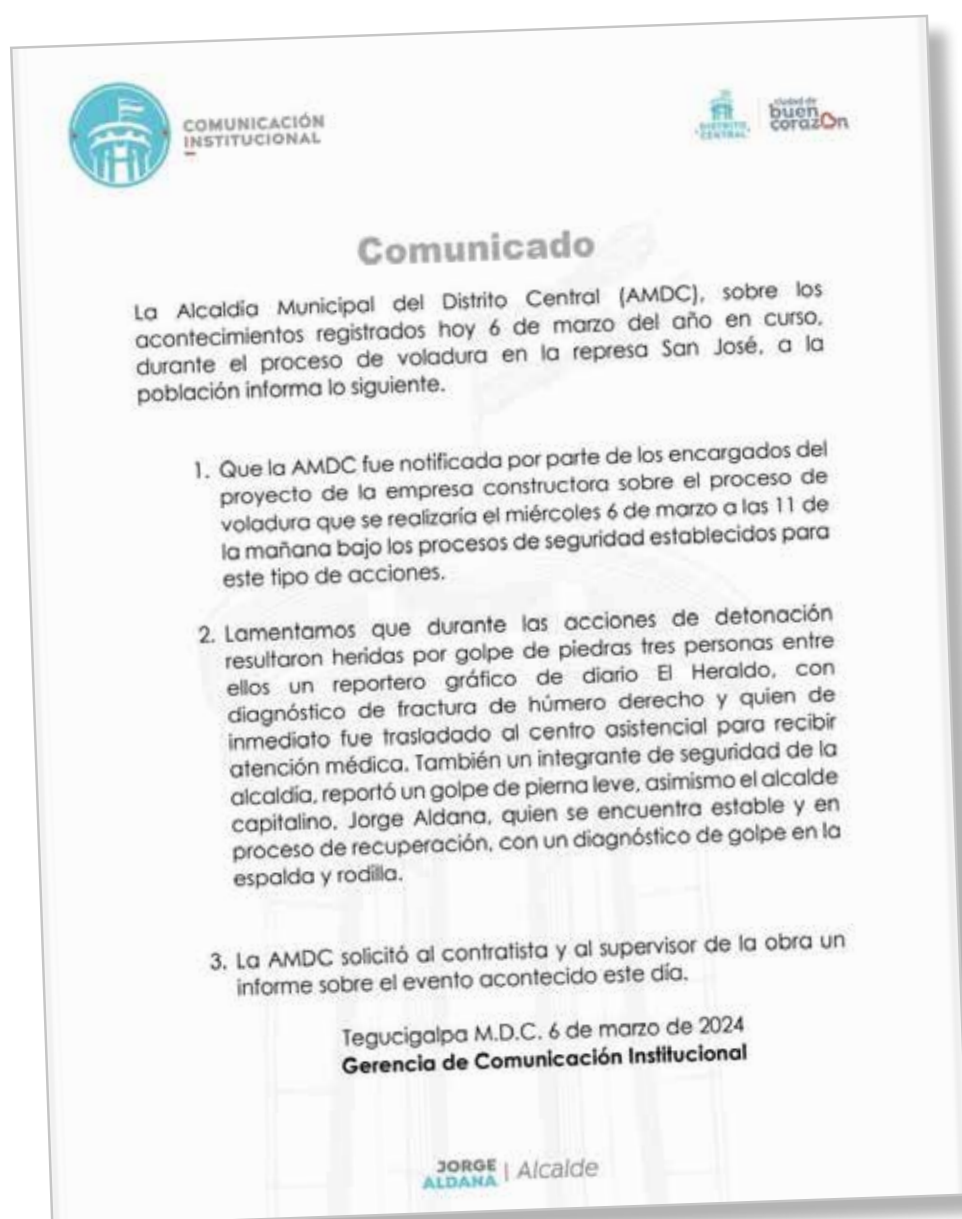 COMUNICACIÓN
INSTITUCIONAL
DISTRITO
CENTRAL
ciudad de
buen
corazón
Comunicado
La Alcaldía Municipal del Distrito Central (AMDC), sobre los
acontecimientos registrados hoy 6 de marzo del año en curso,
durante el proceso de voladura en la represa San José, a la
población informa lo siguiente.
1. Que la AMDC fue notificada por parte de los encargados del
proyecto de la empresa constructora sobre el proceso de
voladura que se realizaría el miércoles 6 de marzo a las 11 de
la mañana bajo los procesos de seguridad establecidos para
este tipo de acciones.
2. Lamentamos que durante las acciones de detonación
resultaron heridas por golpe de piedras tres personas entre
ellos un reportero gráfico de diario El Heraldo, con
diagnóstico de fractura de húmero derecho y quien de
inmediato fue trasladado al centro asistencial para recibir
atención médica. También un integrante de seguridad de la
alcaldía, reportó un golpe de pierna leve, asimismo el alcalde
capitalino, Jorge Aldana, quien se encuentra estable y en
proceso de recuperación, con un diagnóstico de golpe en la
espalda y rodilla.
3. La AMDC solicitó al contratista y al supervisor de la obra un
informe sobre el evento acontecido este día.
Tegucigalpa M.D.C. 6 de marzo de 2024
Gerencia de Comunicación Institucional
JORGE
ALDANA | Alcalde